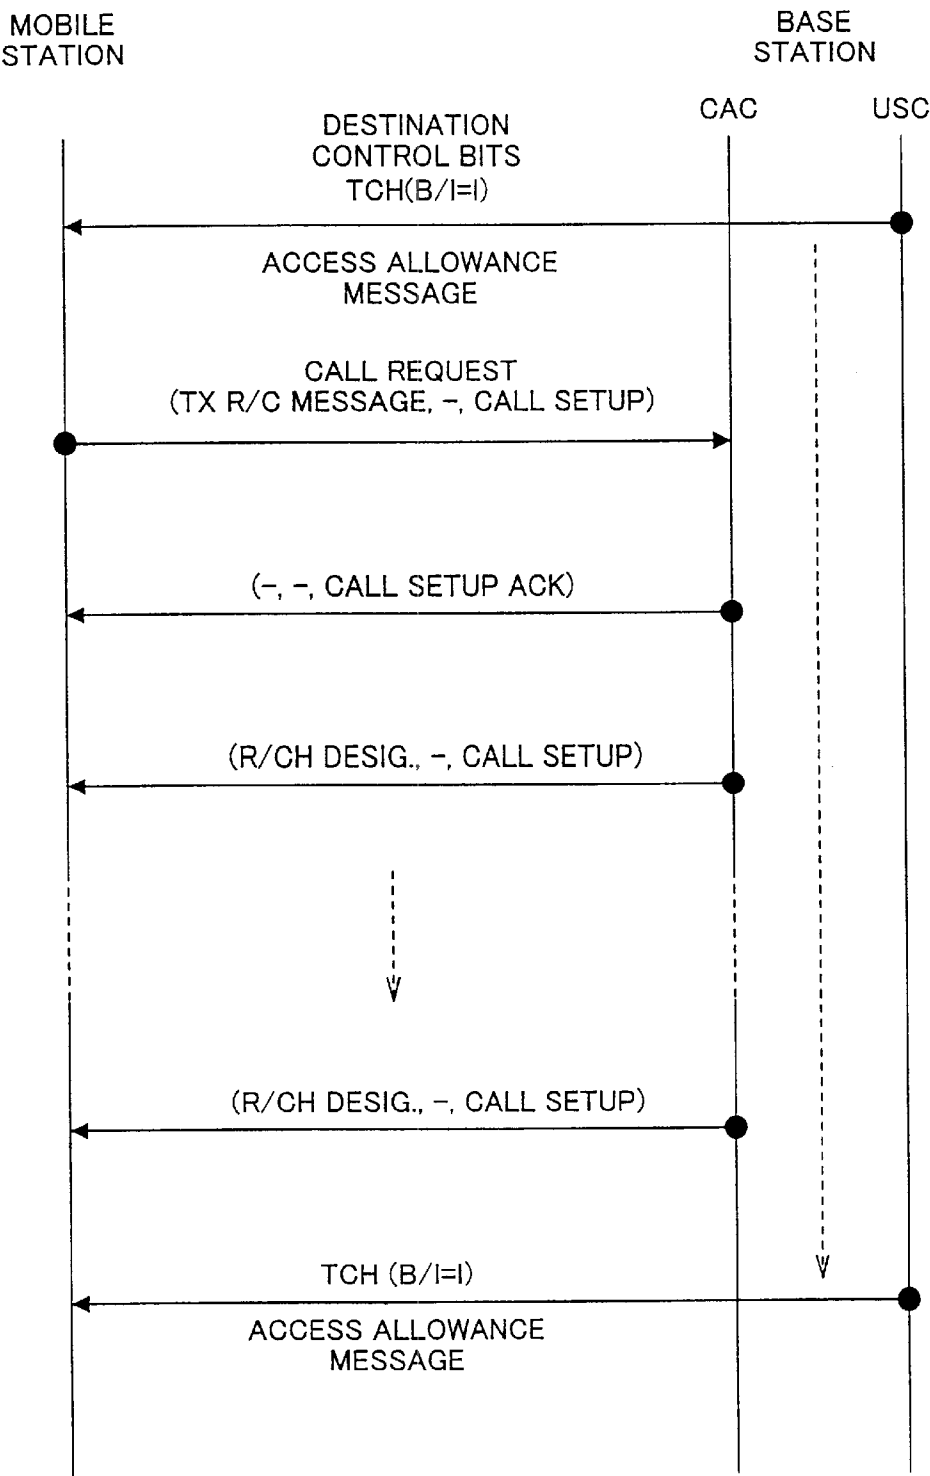 MOBILE
STATION
BASE
STATION
CAC
USC
DESTINATION
CONTROL BITS
TCH(B/I=I)
ACCESS ALLOWANCE
MESSAGE
CALL REQUEST
(TX R/C MESSAGE, -, CALL SETUP)
(-, -, CALL SETUP ACK)
(R/CH DESIG., -, CALL SETUP)
(R/CH DESIG., -, CALL SETUP)
TCH (B/I=I)
ACCESS ALLOWANCE
MESSAGE